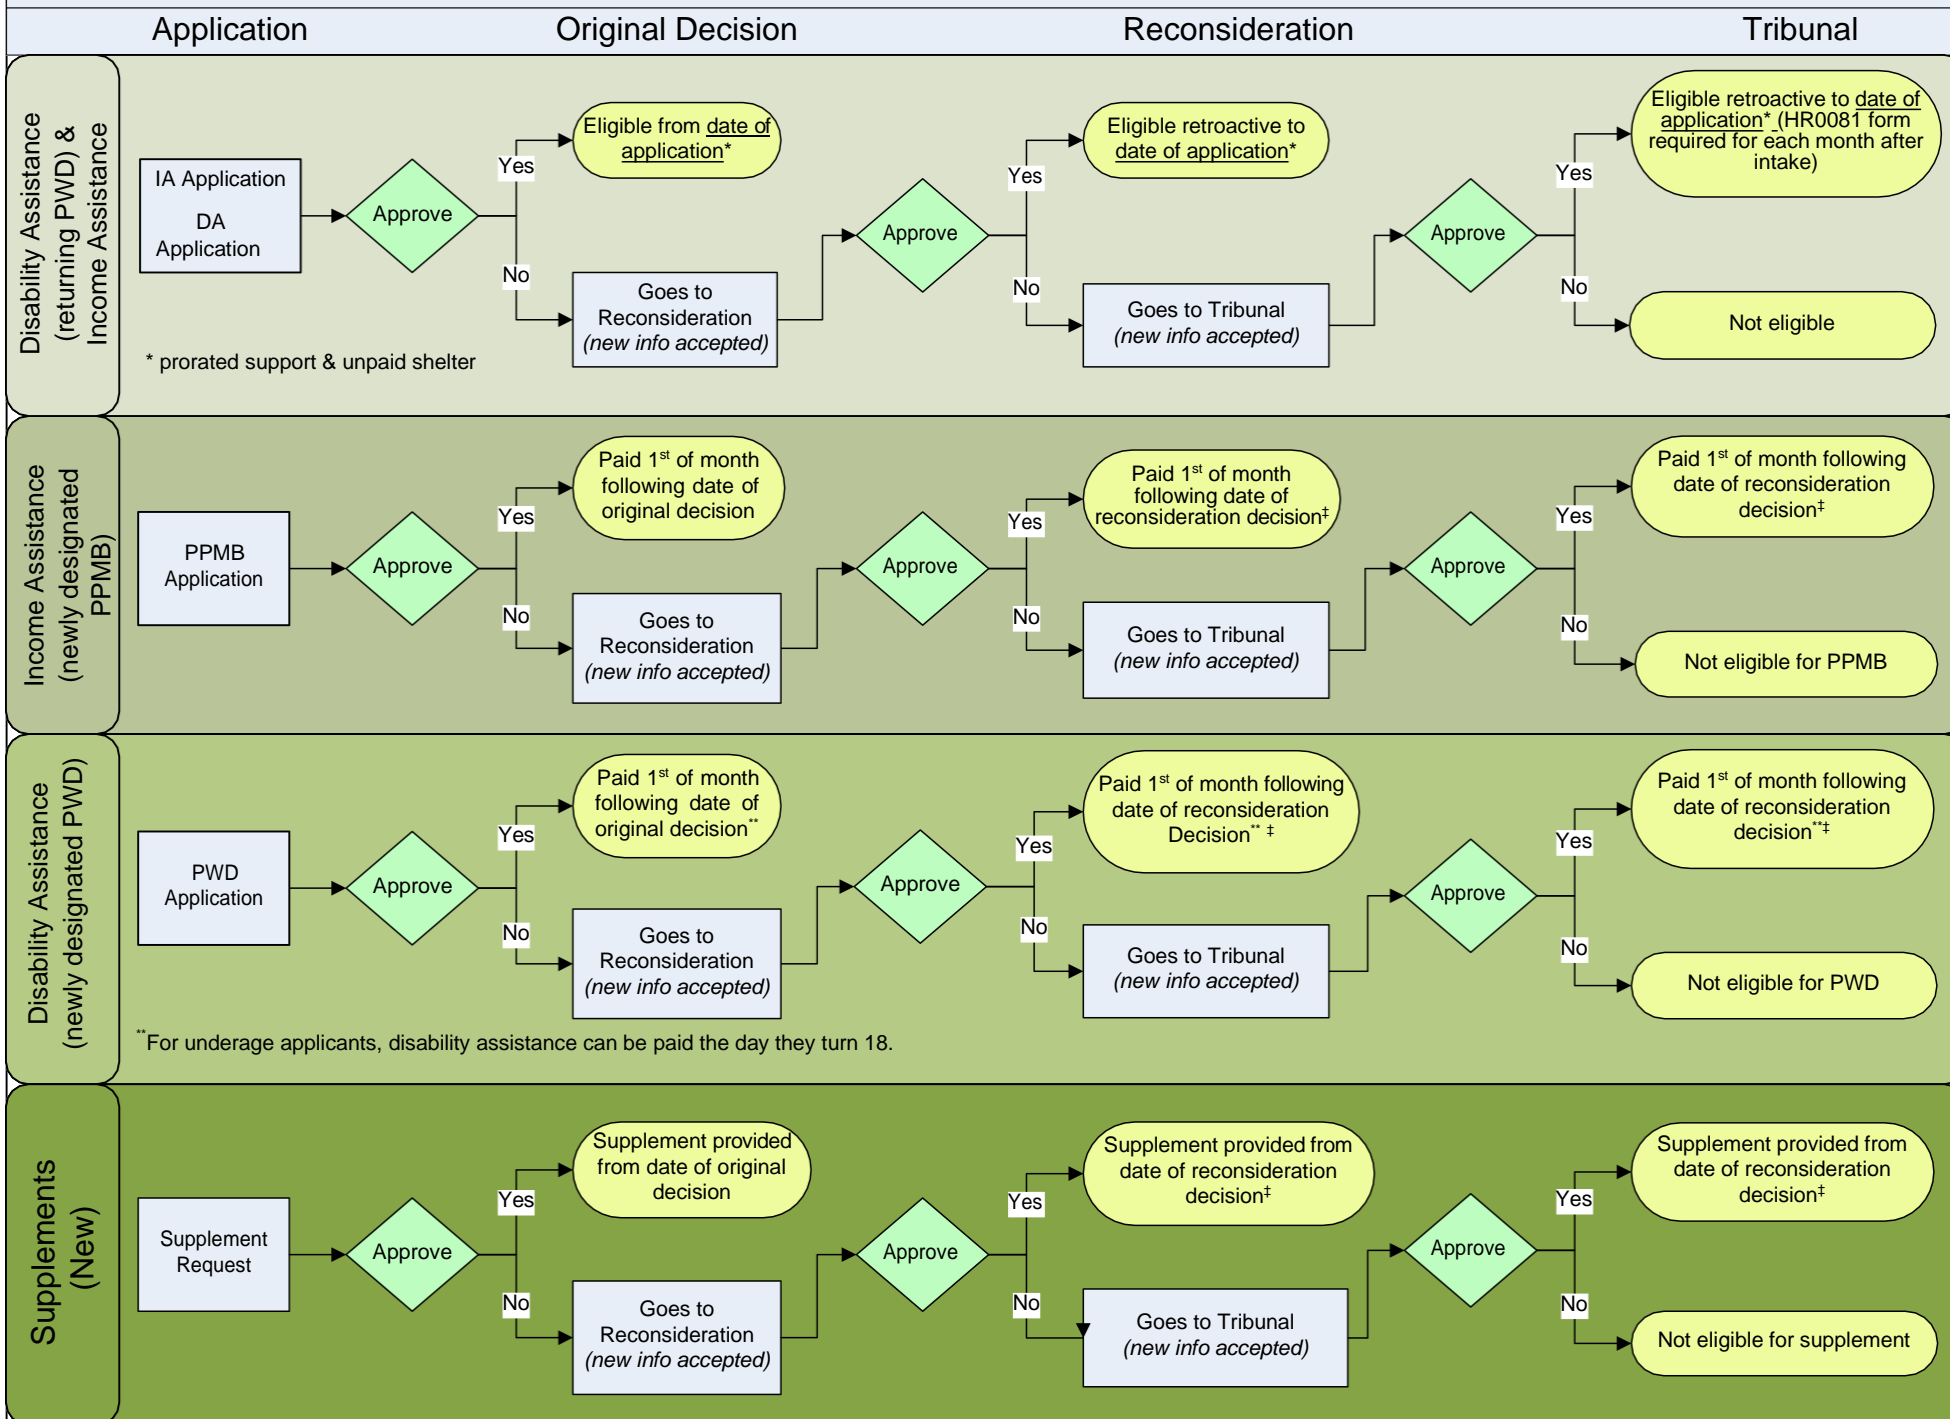 Application
Original Decision
Reconsideration
Tribunal
Disability Assistance
(returning PWD) &
Income Assistance
IA Application
DA
Application
Approve
Yes
Eligible from date of
application*
No
Goes to
Reconsideration
(new info accepted)
Approve
Yes
Eligible retroactive to
date of application*
No
Goes to Tribunal
(new info accepted)
Approve
Yes
Eligible retroactive to date of
application* (HR0081 form
required for each month after
intake)
No
Not eligible
* prorated support & unpaid shelter
Income Assistance
(newly designated
PPMB)
PPMB
Application
Approve
Yes
Paid 1st of month
following date of
original decision
No
Goes to
Reconsideration
(new info accepted)
Approve
Yes
Paid 1st of month
following date of
reconsideration decision‡
No
Goes to Tribunal
(new info accepted)
Approve
Yes
Paid 1st of month following
date of reconsideration
decision‡
No
Not eligible for PPMB
Disability Assistance
(newly designated PWD)
PWD
Application
Approve
Yes
Paid 1st of month
following date of
original decision**
No
Goes to
Reconsideration
(new info accepted)
Approve
Yes
Paid 1st of month following
date of reconsideration
Decision** ‡
No
Goes to Tribunal
(new info accepted)
Approve
Yes
Paid 1st of month following
date of reconsideration
decision**‡
No
Not eligible for PWD
**For underage applicants, disability assistance can be paid the day they turn 18.
Supplements
(New)
Supplement
Request
Approve
Yes
Supplement provided
from date of original
decision
No
Goes to
Reconsideration
(new info accepted)
Approve
Yes
Supplement provided from
date of reconsideration
decision‡
No
Goes to Tribunal
(new info accepted)
Approve
Yes
Supplement provided from
date of reconsideration
decision‡
No
Not eligible for supplement